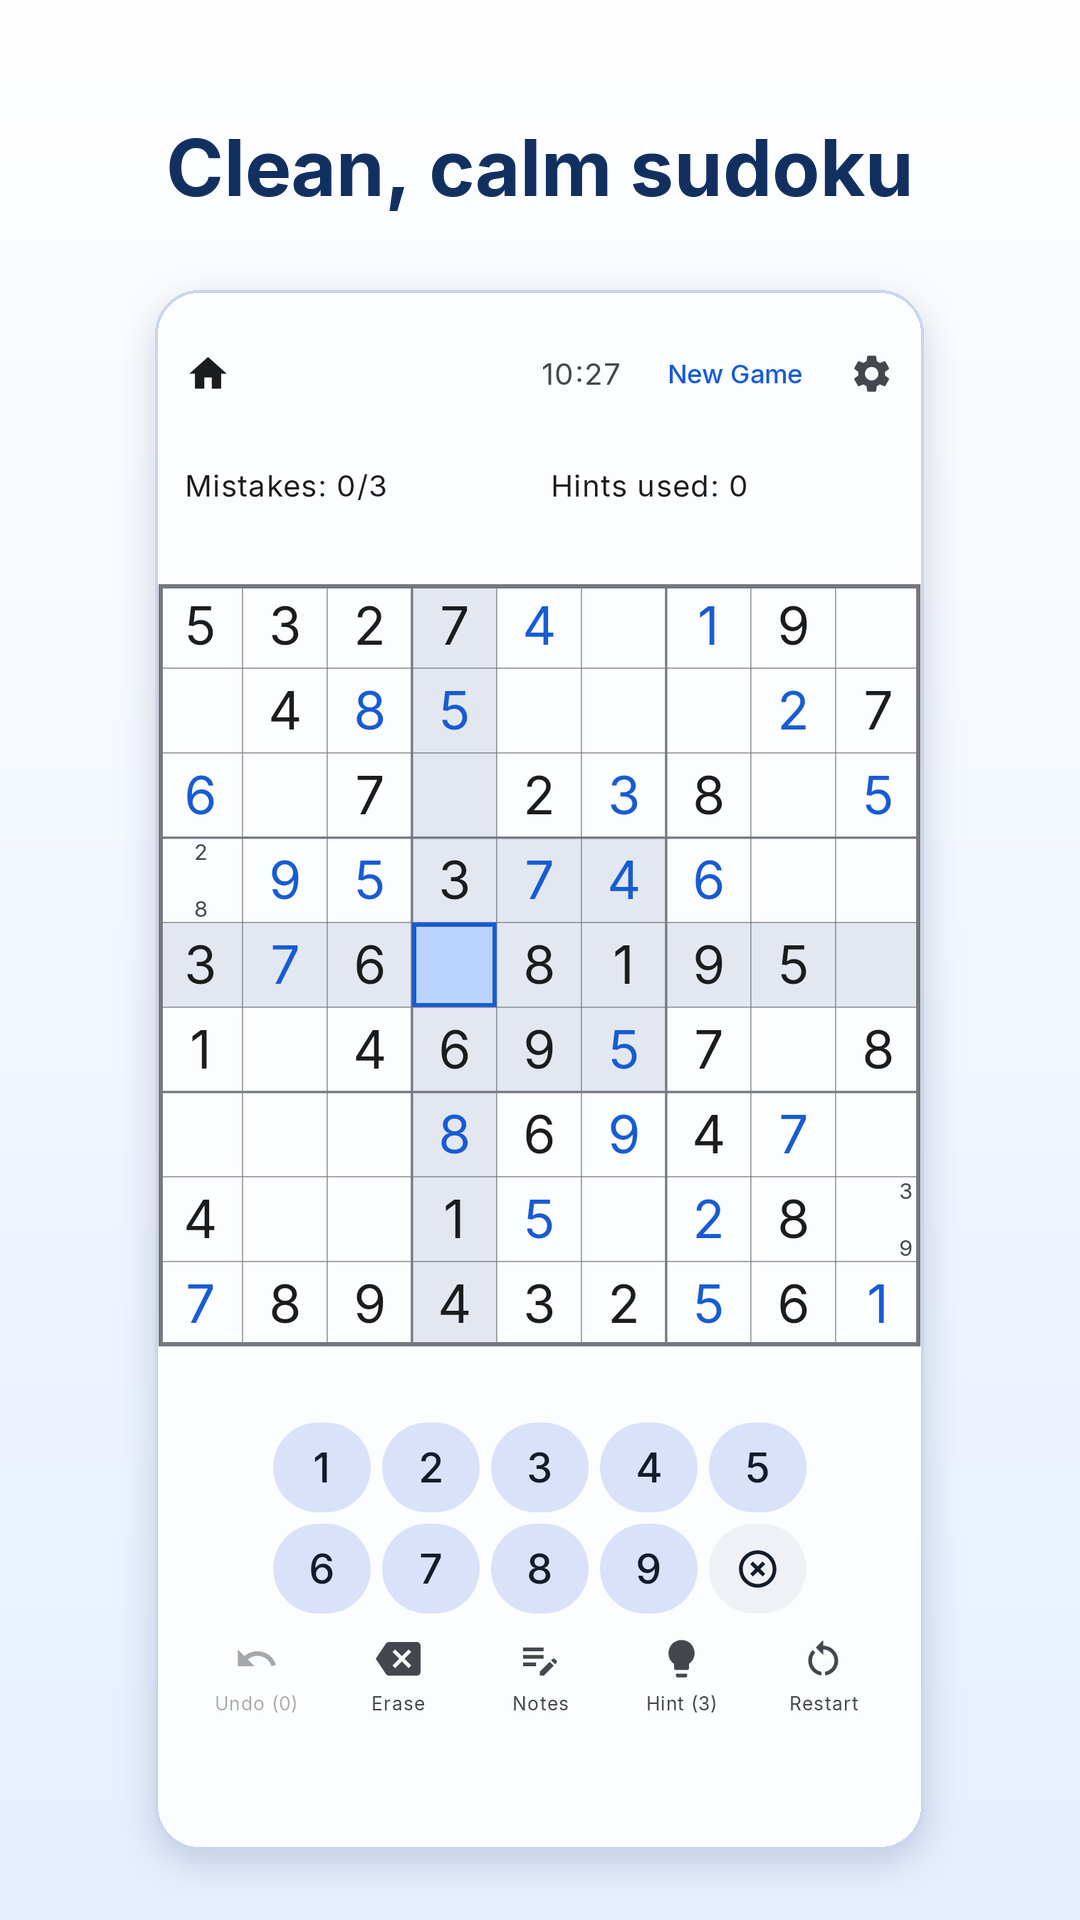 Clean, calm sudoku
10:27 New Game
Mistakes: 0/3 Hints used: 0
5 3 2 7 4 1 9
4 8 5 2 7
6 7 2 3 8 5
2 8 9 5 3 7 4 6
3 7 6 8 1 9 5
1 4 6 9 5 7 8
8 6 9 4 7
4 1 5 2 8 3 9
7 8 9 4 3 2 5 6 1
1 2 3 4 5
6 7 8 9
Undo (0) Erase Notes Hint (3) Restart